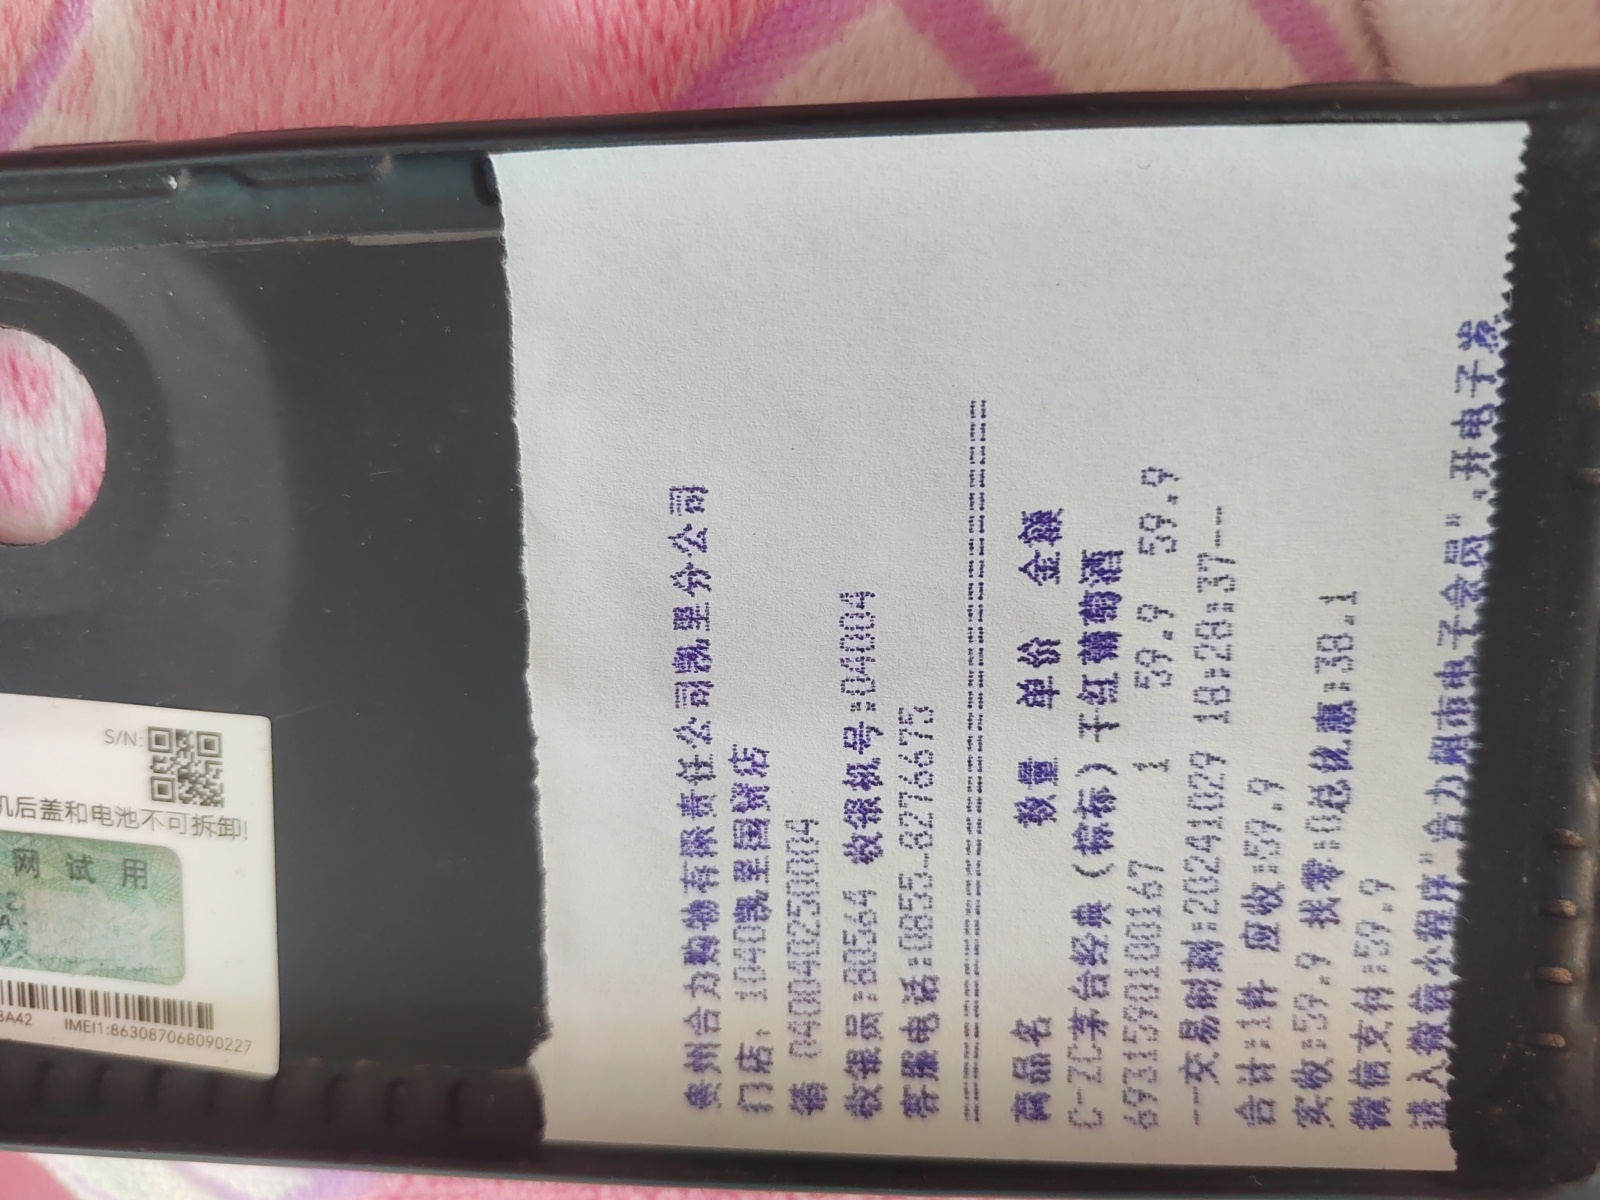 S/N:
机后盖和电池不可拆卸!
网 试 用
BA42 IMEI1:863087068090227
贵州合力购物有限责任公司凯里分公司
门店: 1040凯里国贸店
0400402S0004
收银员:80564 收银机号:04004
客服电话:0855-8276675
商品名 数量 单价 金额
C-ZC茅台经典(棕标)干红葡萄酒
6931590100167 1 59.9 59.9
--交易时刻:20241029 18:28:37--
合计:1件 应收:59.9
实收:59.9 找零:0总优惠:38.1
微信支付:59.9
进入微信小程序"合力超市电子会员",开电子发